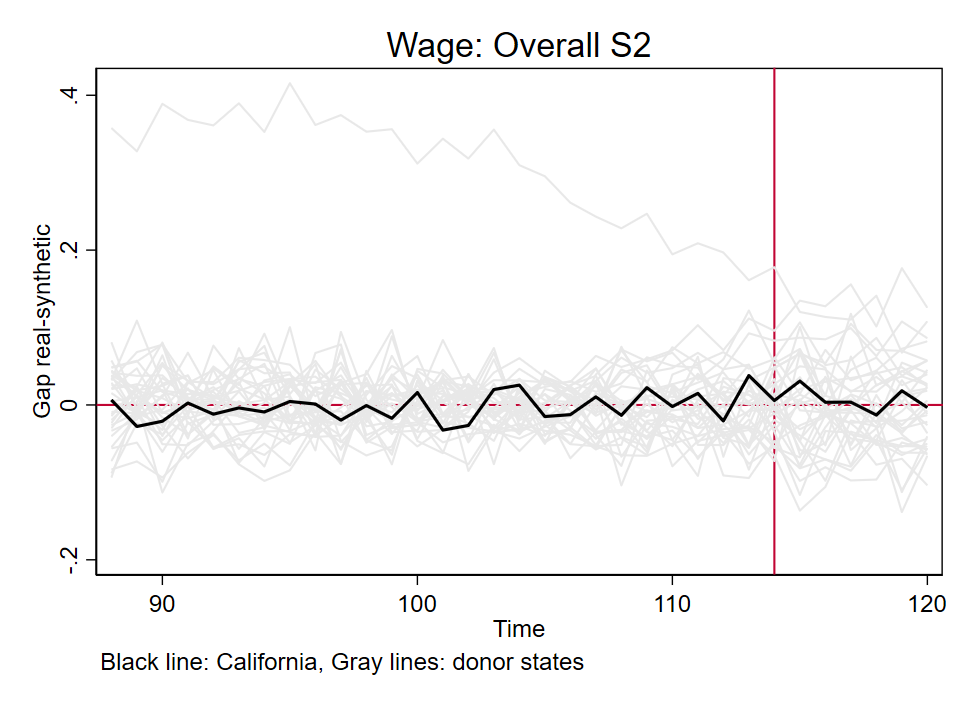 Wage: Overall S2
Gap real-synthetic
.4
.2
0
-.2
90 100 110 120
Time
Black line: California, Gray lines: donor states